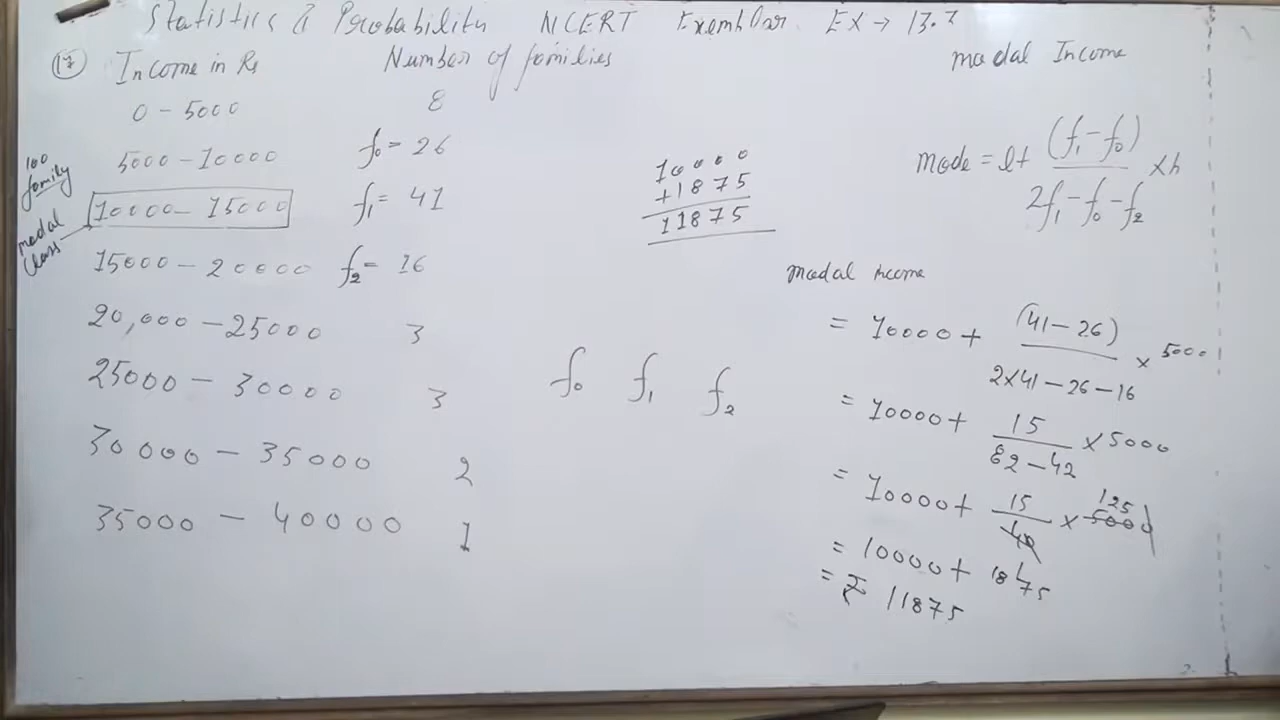 Statistics & Probability NCERT Exemplar EX → 13.3
17 Income in Rs Number of families
0 - 5000 8
5000 - 10000 f₀ = 26
10000 - 15000 f₁ = 41
15000 - 20000 f₂ = 16
20,000 - 25000 3
25000 - 30000 3
30000 - 35000 2
35000 - 40000 1
100
family
modal
class
10000
+1875
11875
f₀ f₁ f₂
modal Income
Mode = l+ (f₁-f₀)/(2f₁-f₀-f₂) ×h
modal income
= 10000 + (41-26)/(2×41-26-16) × 5000
= 10000 + 15/(82-42) × 5000
= 10000 + 15/40 × 5000 125
= 10000 + 1875
= ₹ 11875